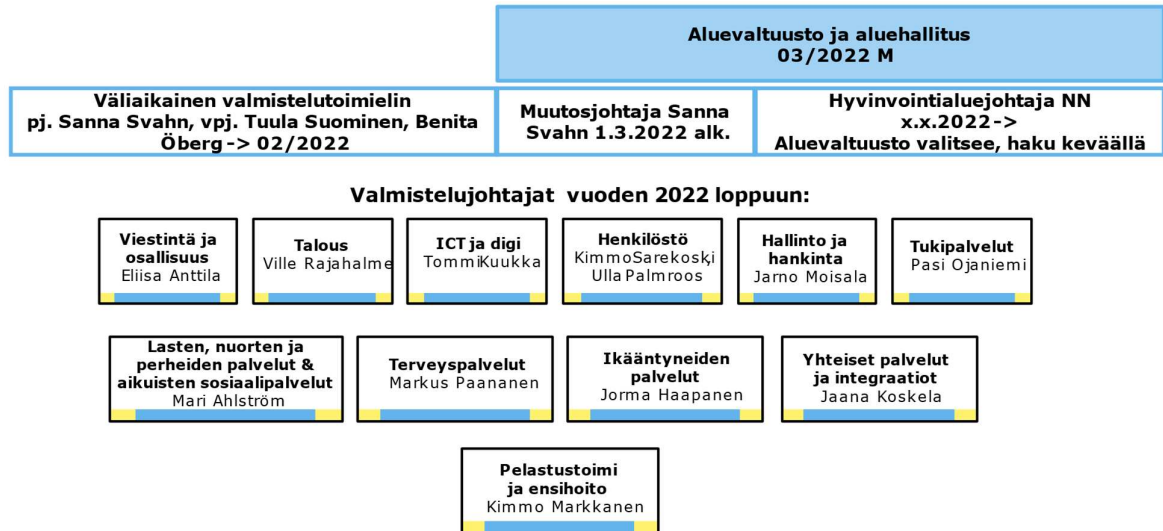 Aluevaltuusto ja aluehallitus
03/2022 M
Väliaikainen valmistelutoimielin
pj. Sanna Svahn, vpj. Tuula Suominen, Benita
Öberg -> 02/2022
Muutosjohtaja Sanna
Svahn 1.3.2022 alk.
Hyvinvointialuejohtaja NN
x.x.2022->
Aluevaltuusto valitsee, haku keväällä
Valmistelujohtajat vuoden 2022 loppuun:
Viestintä ja
osallisuus
Eliisa Anttila
Talous
Ville Rajahalme
ICT ja digi
Tommi Kuukka
Henkilöstö
Kimmo Sarekoski,
Ulla Palmroos
Hallinto ja
hankinta
Jarno Moisala
Tukipalvelut
Pasi Ojaniemi
Lasten, nuorten ja
perheiden palvelut &
aikuisten sosiaalipalvelut
Mari Ahlström
Terveyspalvelut
Markus Paananen
Ikääntyneiden
palvelut
Jorma Haapanen
Yhteiset palvelut
ja integraatiot
Jaana Koskela
Pelastustoimi
ja ensihoito
Kimmo Markkanen